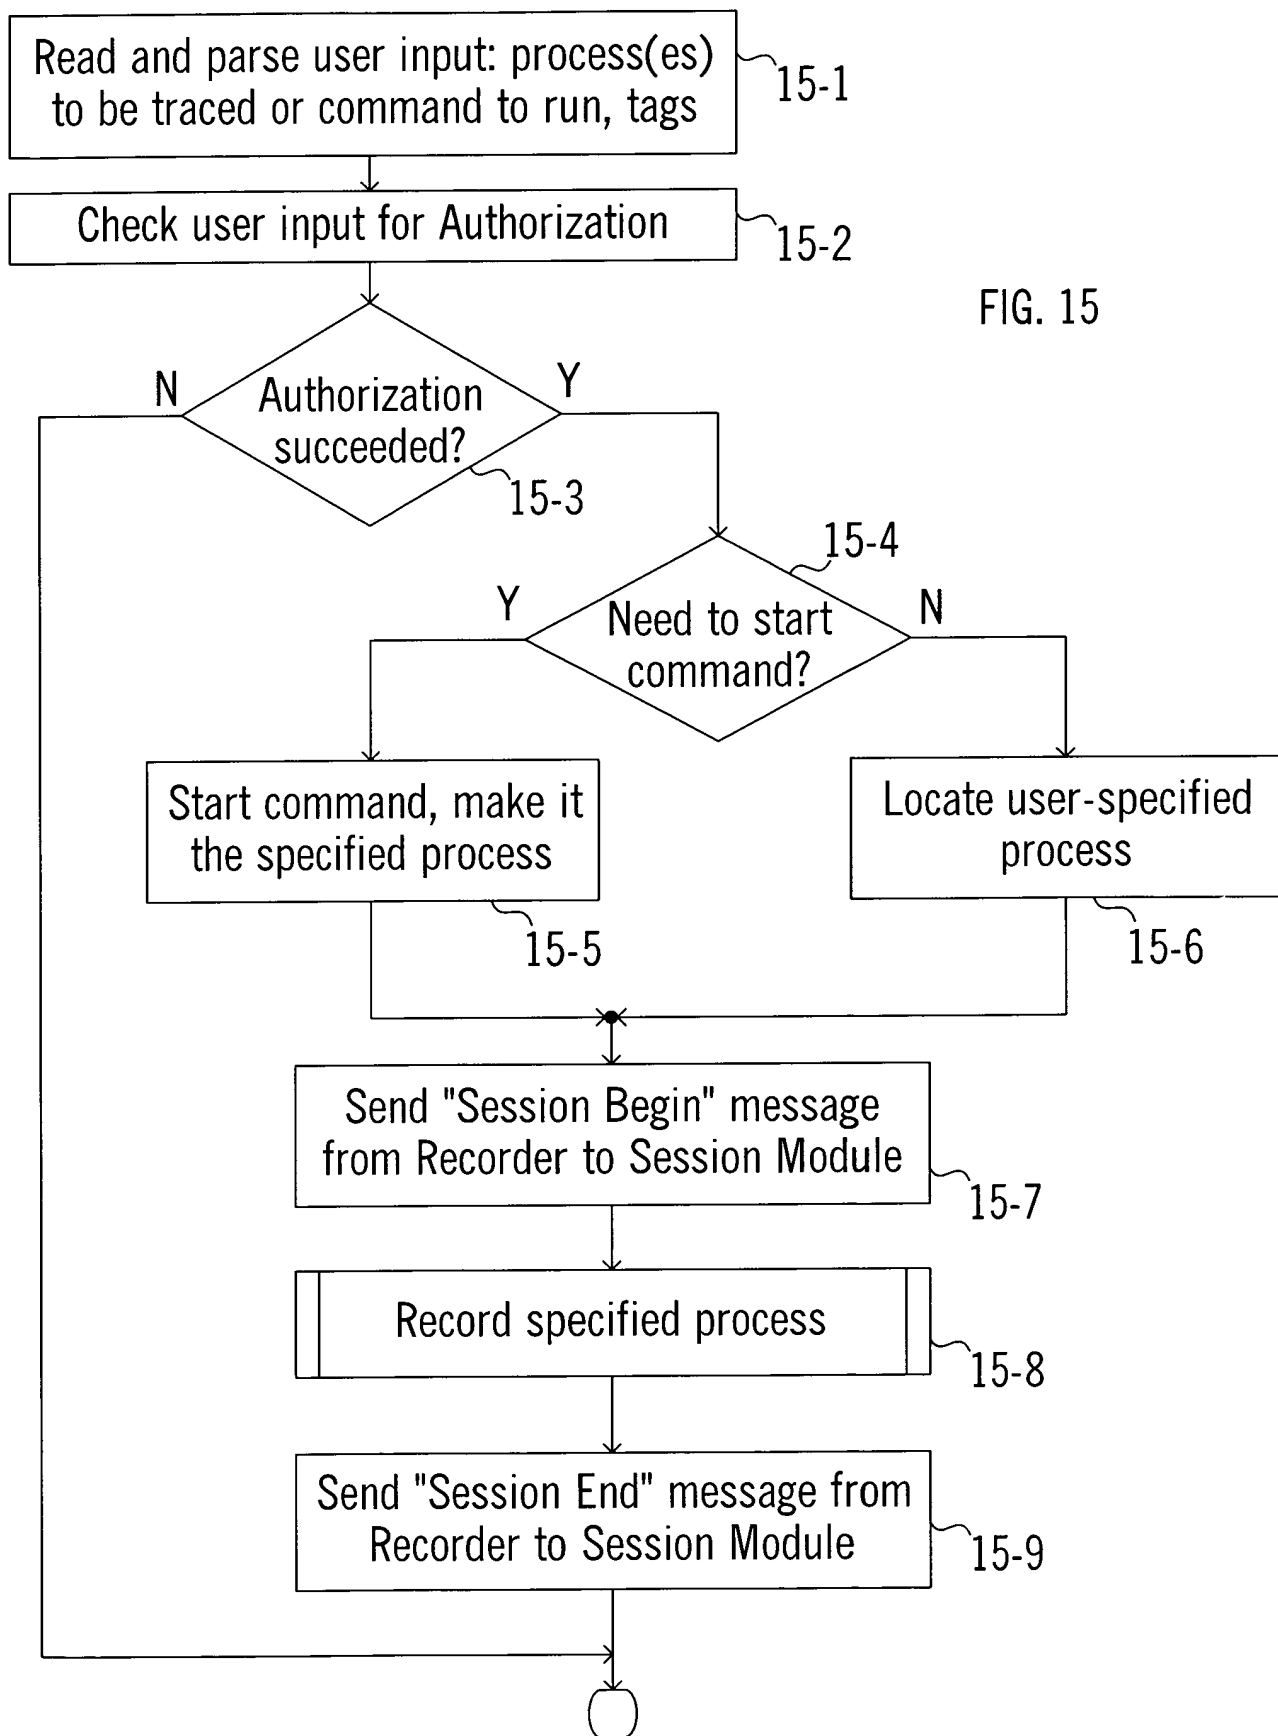 Read and parse user input: process(es)
to be traced or command to run, tags
15-1
Check user input for Authorization
15-2
FIG. 15
N
Y
Authorization
succeeded?
15-3
15-4
Y
N
Need to start
command?
Start command, make it
the specified process
15-5
Locate user-specified
process
15-6
Send "Session Begin" message
from Recorder to Session Module
15-7
Record specified process
15-8
Send "Session End" message from
Recorder to Session Module
15-9